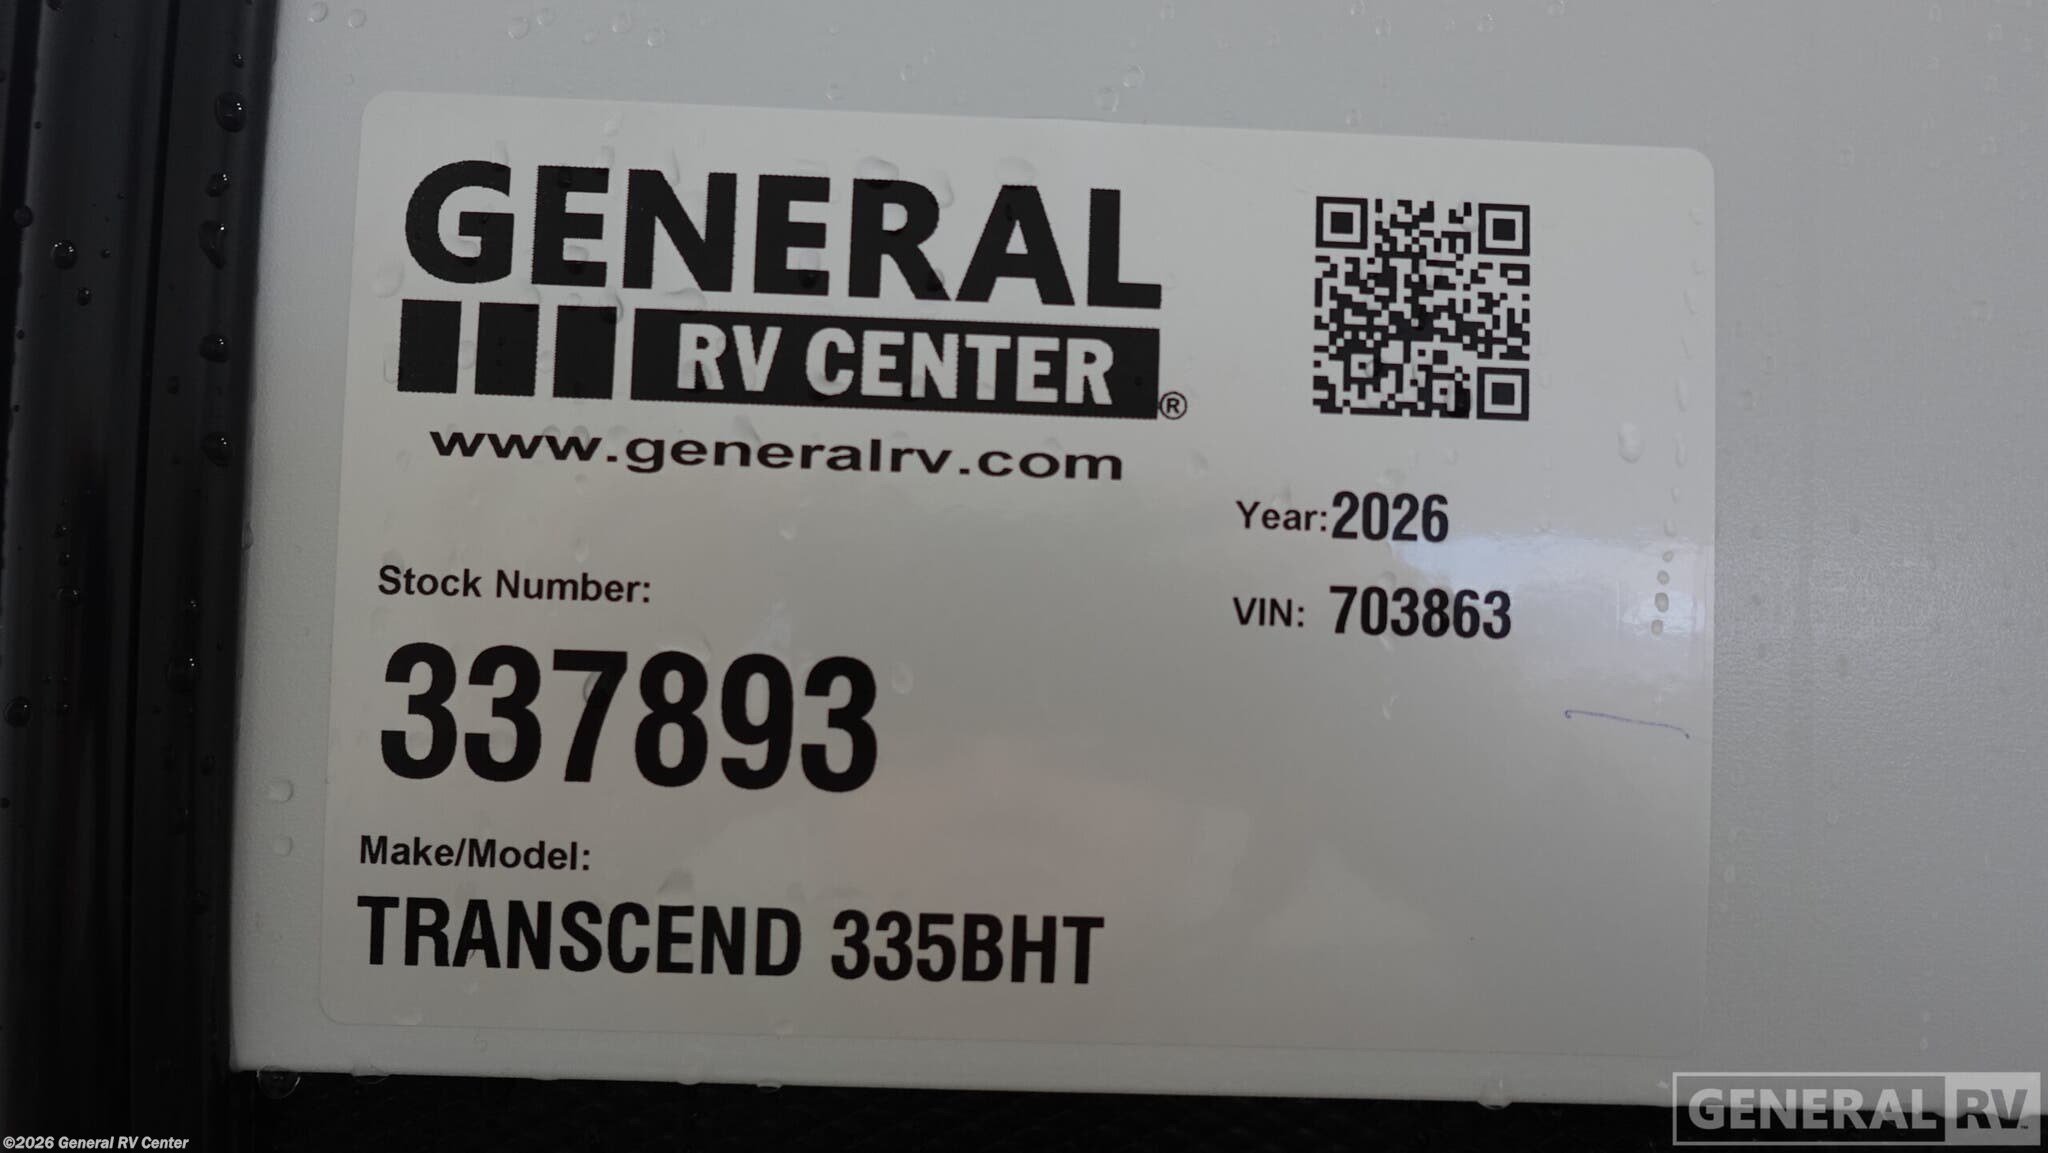 GENERAL
RV CENTER®
www.generalrv.com
Year: 2026
VIN: 703863
Stock Number:
337893
Make/Model:
TRANSCEND 335BHT
©2026 General RV Center
GENERAL RV™